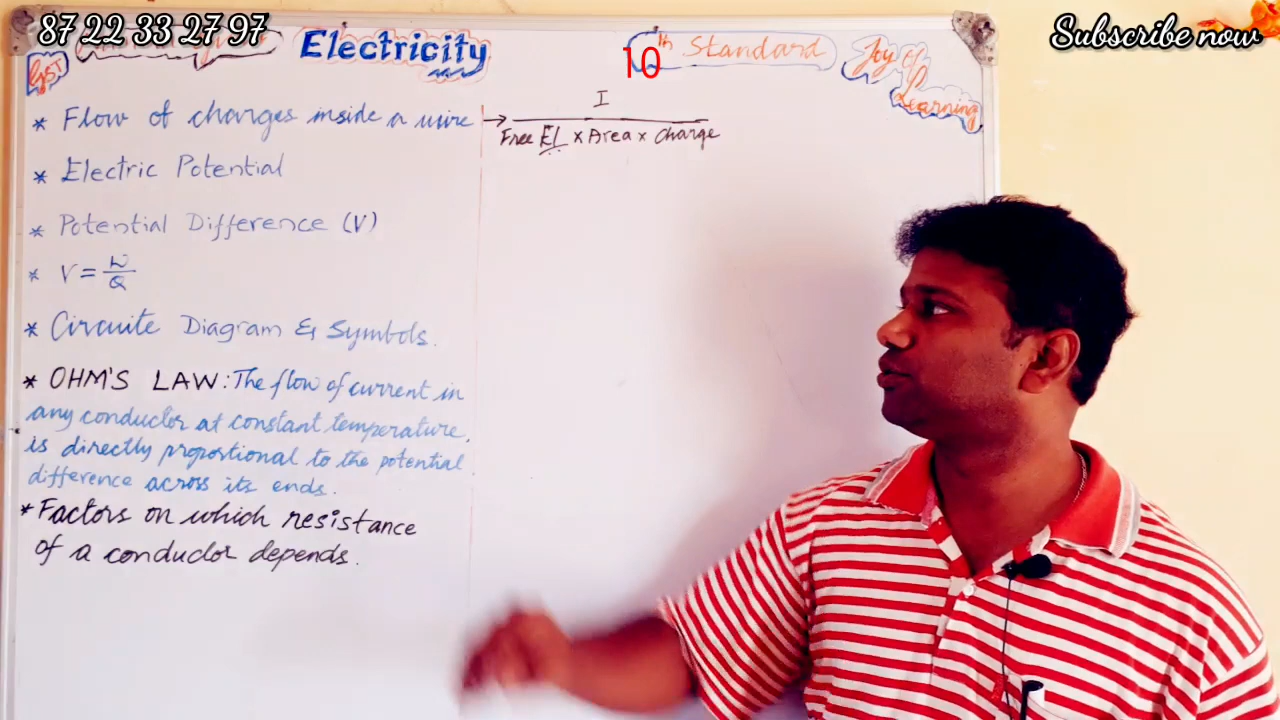 87 22 33 27 97
Subscribe now
Electricity
10th Standard
Joy of
Learning
* Flow of charges inside a wire → I
Free El × Area × Charge
* Electric Potential
* Potential Difference (V)
* V = W
Q
* Circuite Diagram & Symbols.
* OHM'S LAW: The flow of current in
any conductor at constant temperature,
is directly proportional to the potential
difference across its ends.
* Factors on which resistance
of a conductor depends.